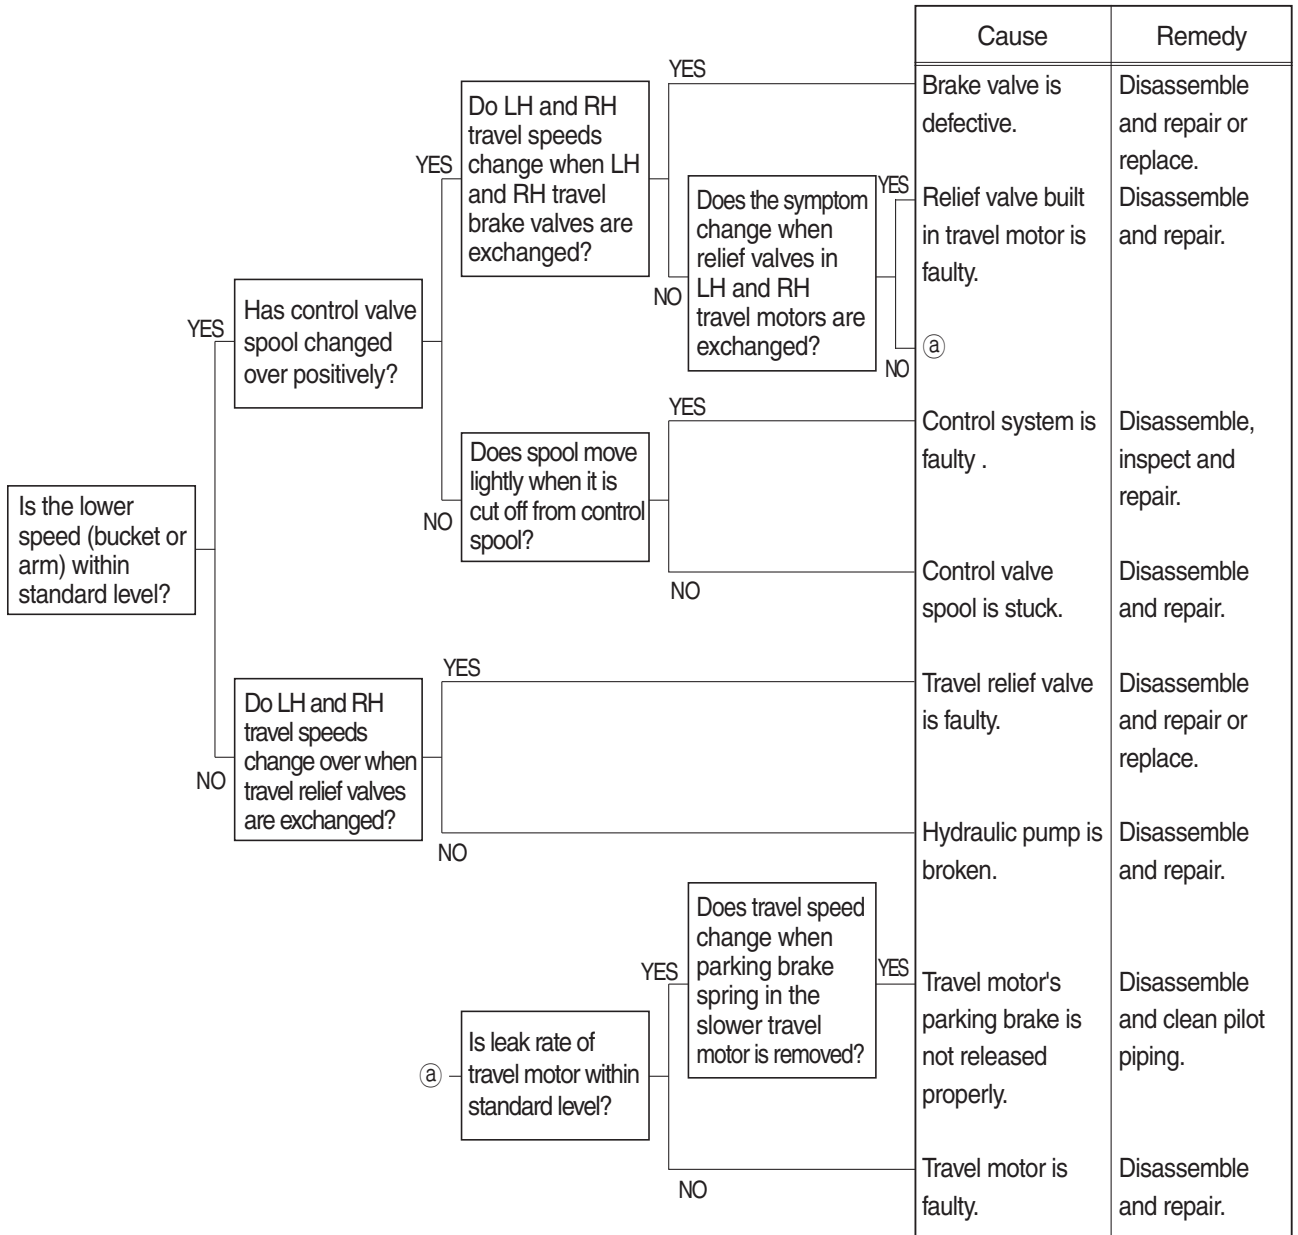 Cause
Remedy
Is the lower
speed (bucket or
arm) within
standard level?
YES
Has control valve
spool changed
over positively?
YES
Do LH and RH
travel speeds
change when LH
and RH travel
brake valves are
exchanged?
YES
Brake valve is
defective.
Disassemble
and repair or
replace.
NO
Does the symptom
change when
relief valves in
LH and RH
travel motors are
exchanged?
YES
Relief valve built
in travel motor is
faulty.
Disassemble
and repair.
NO
ⓐ
NO
Does spool move
lightly when it is
cut off from control
spool?
YES
Control system is
faulty .
Disassemble,
inspect and
repair.
NO
Control valve
spool is stuck.
Disassemble
and repair.
NO
Do LH and RH
travel speeds
change over when
travel relief valves
are exchanged?
YES
Travel relief valve
is faulty.
Disassemble
and repair or
replace.
NO
Hydraulic pump is
broken.
Disassemble
and repair.
ⓐ
Is leak rate of
travel motor within
standard level?
YES
Does travel speed
change when
parking brake
spring in the
slower travel
motor is removed?
YES
Travel motor's
parking brake is
not released
properly.
Disassemble
and clean pilot
piping.
NO
Travel motor is
faulty.
Disassemble
and repair.